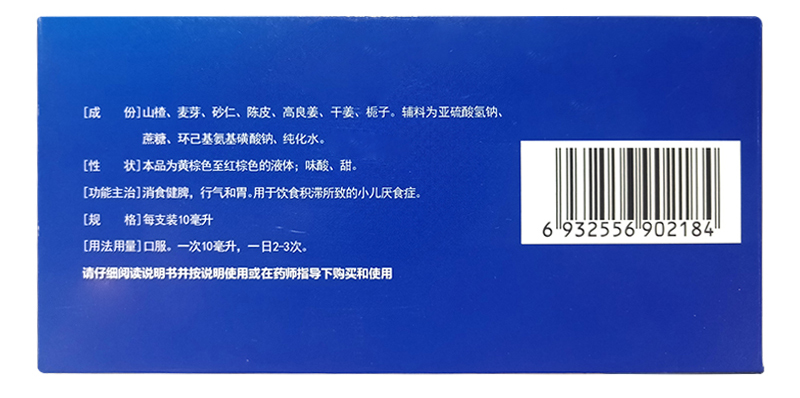 [成　份]山楂、麦芽、砂仁、陈皮、高良姜、干姜、栀子。辅料为亚硫酸氢钠、
蔗糖、环己基氨基磺酸钠、纯化水。
[性　状]本品为黄棕色至红棕色的液体；味酸、甜。
[功能主治]消食健脾，行气和胃。用于饮食积滞所致的小儿厌食症。
[规　格]每支装10毫升
[用法用量]口服。一次10毫升，一日2-3次。
请仔细阅读说明书并按说明使用或在药师指导下购买和使用
6 932556 902184